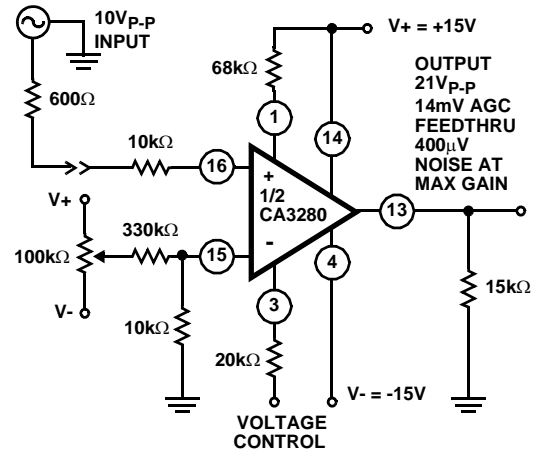 10VP-P
INPUT
600Ω
10kΩ
16
68kΩ
1
V+ = +15V
14
OUTPUT
21VP-P
14mV AGC
FEEDTHRU
400μV
NOISE AT
MAX GAIN
+
1/2
CA3280
-
13
V+
100kΩ
V-
330kΩ
15
10kΩ
3
4
20kΩ
15kΩ
V- = -15V
VOLTAGE
CONTROL